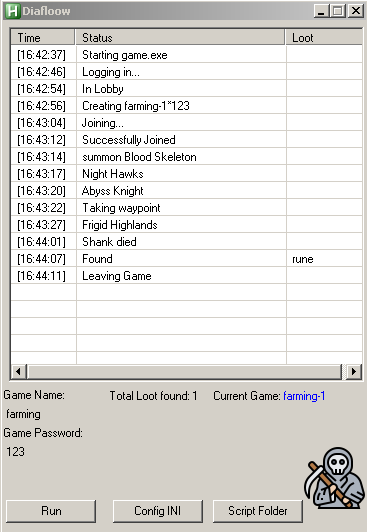 Diafloow
Time Status Loot
[16:42:37] Starting game.exe
[16:42:46] Logging in...
[16:42:54] In Lobby
[16:42:56] Creating farming-1*123
[16:43:04] Joining...
[16:43:12] Successfully Joined
[16:43:14] summon Blood Skeleton
[16:43:17] Night Hawks
[16:43:20] Abyss Knight
[16:43:22] Taking waypoint
[16:43:27] Frigid Highlands
[16:44:01] Shank died
[16:44:07] Found rune
[16:44:11] Leaving Game
Game Name: Total Loot found: 1 Current Game: farming-1
farming
Game Password:
123
Run Config INI Script Folder